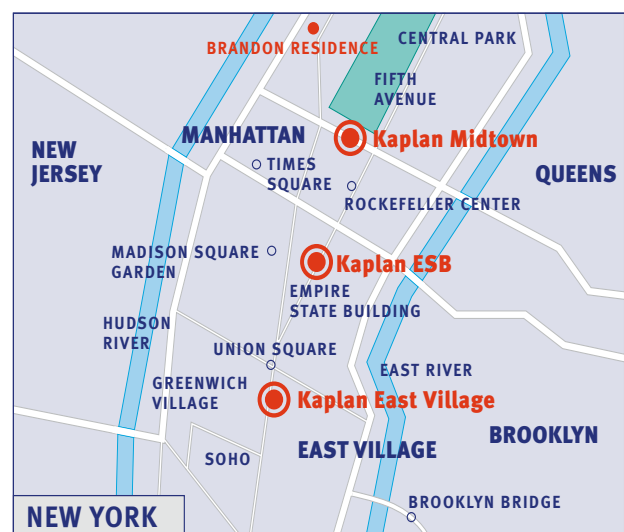 BRANDON RESIDENCE
CENTRAL PARK
FIFTH
AVENUE
MANHATTAN
Kaplan Midtown
NEW
JERSEY
TIMES
SQUARE
QUEENS
ROCKEFELLER CENTER
MADISON SQUARE
GARDEN
Kaplan ESB
EMPIRE
STATE BUILDING
HUDSON
RIVER
UNION SQUARE
EAST RIVER
GREENWICH
VILLAGE
Kaplan East Village
BROOKLYN
EAST VILLAGE
SOHO
BROOKLYN BRIDGE
NEW YORK